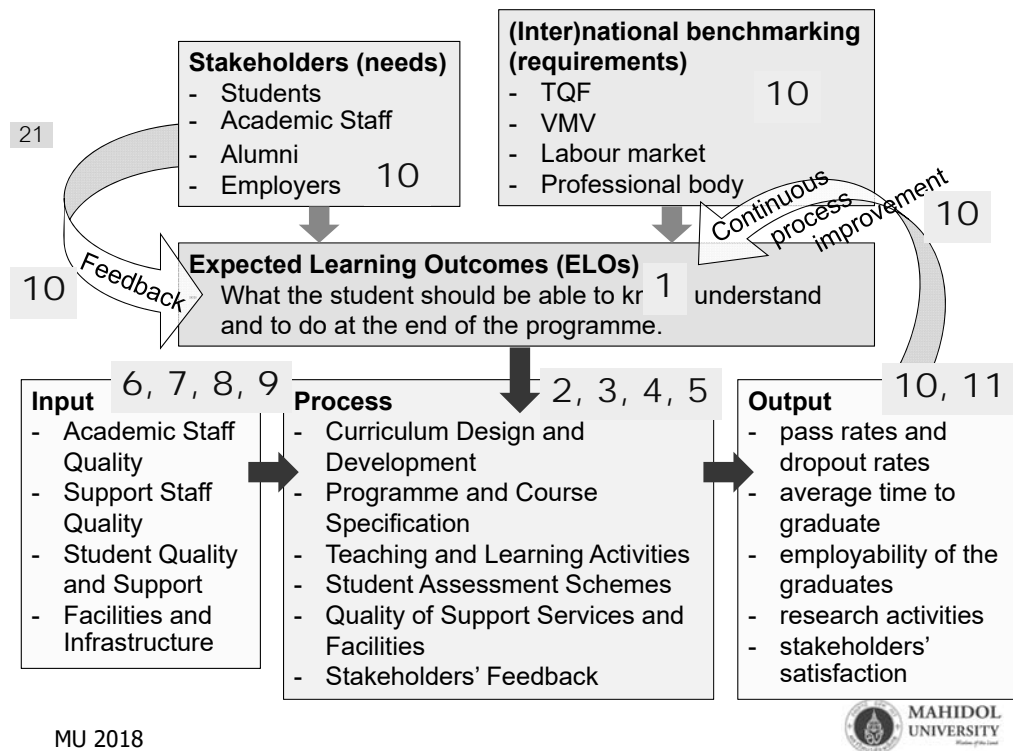 Stakeholders (needs)
- Students
- Academic Staff
- Alumni
- Employers
10
(Inter)national benchmarking
(requirements)
- TQF
- VMV
- Labour market
- Professional body
10
21
Feedback
10
Continuous
process
improvement
10
Expected Learning Outcomes (ELOs)
What the student should be able to kn 1 understand
and to do at the end of the programme.
6, 7, 8, 9
Input
- Academic Staff
Quality
- Support Staff
Quality
- Student Quality
and Support
- Facilities and
Infrastructure
2, 3, 4, 5
Process
- Curriculum Design and
Development
- Programme and Course
Specification
- Teaching and Learning Activities
- Student Assessment Schemes
- Quality of Support Services and
Facilities
- Stakeholders' Feedback
10, 11
Output
- pass rates and
dropout rates
- average time to
graduate
- employability of the
graduates
- research activities
- stakeholders'
satisfaction
MU 2018
MAHIDOL
UNIVERSITY
Wisdom of the Land